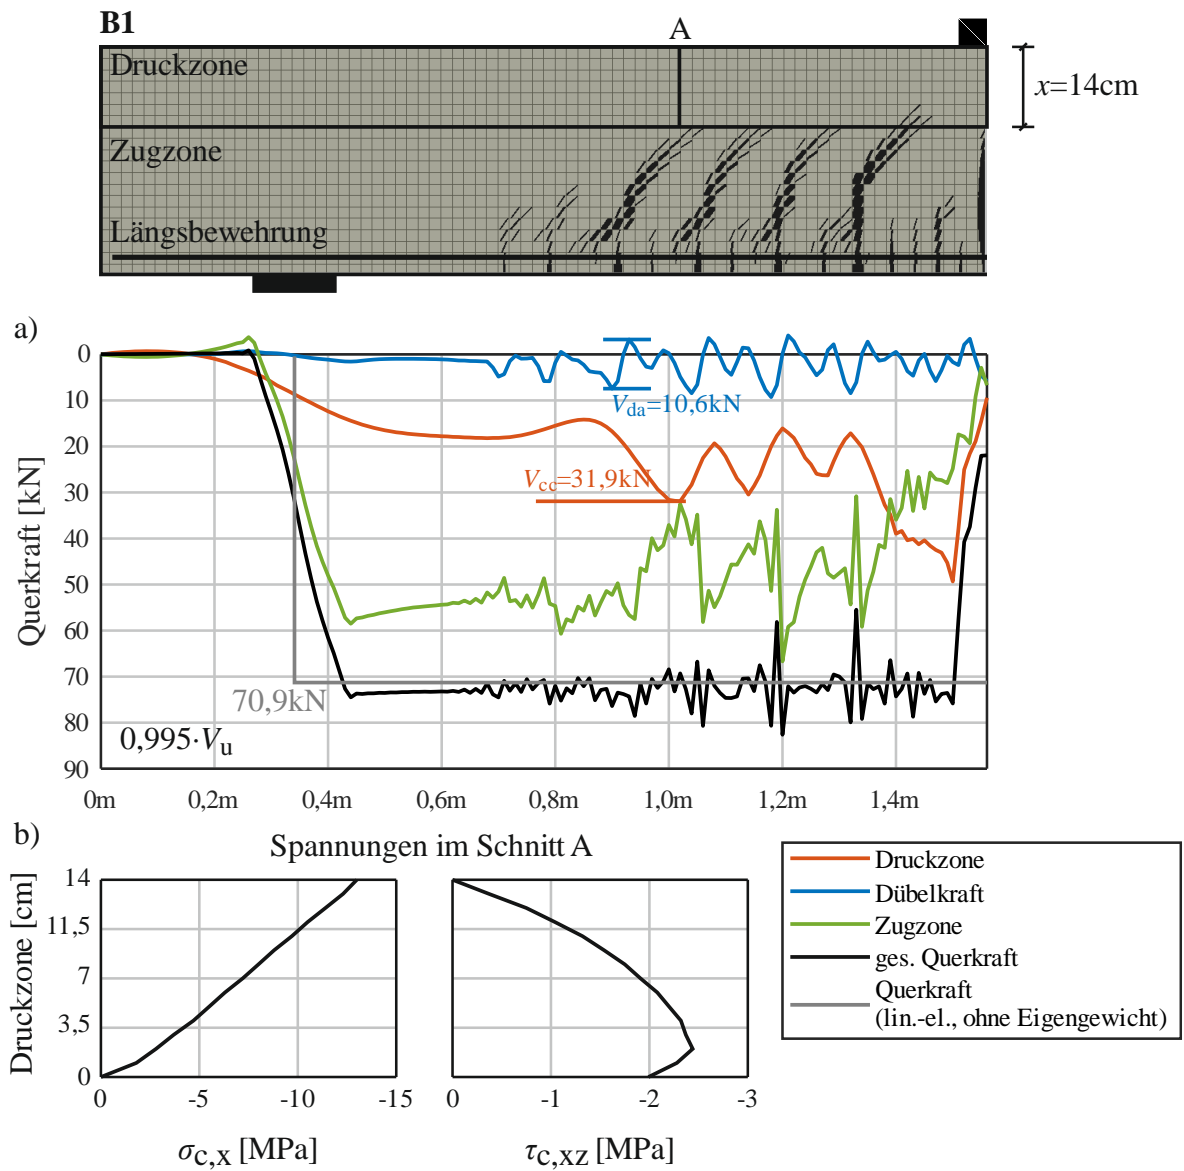 B1
A
Druckzone
x=14cm
Zugzone
Längsbewehrung
a)
0
10
20
30
40
50
60
70
80
90
Querkraft [kN]
Vda=10,6kN
Vcc=31,9kN
70,9kN
0,995·Vu
0m 0,2m 0,4m 0,6m 0,8m 1,0m 1,2m 1,4m
b)
Spannungen im Schnitt A
14
11,5
7
3,5
0
Druckzone [cm]
0 -5 -10 -15
σc,x [MPa]
0 -1 -2 -3
τc,xz [MPa]
Druckzone
Dübelkraft
Zugzone
ges. Querkraft
Querkraft
(lin.-el., ohne Eigengewicht)